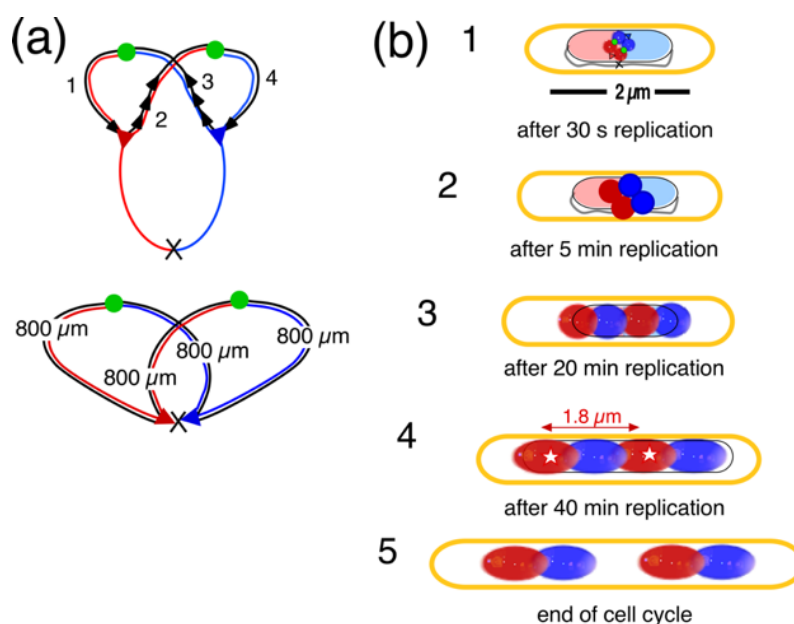 (a)
1
2
3
4
X
800 µm
800 µm
800 µm
800 µm
X
(b)
1
X
2 µm
after 30 s replication
2
after 5 min replication
3
after 20 min replication
4
1.8 µm
after 40 min replication
5
end of cell cycle